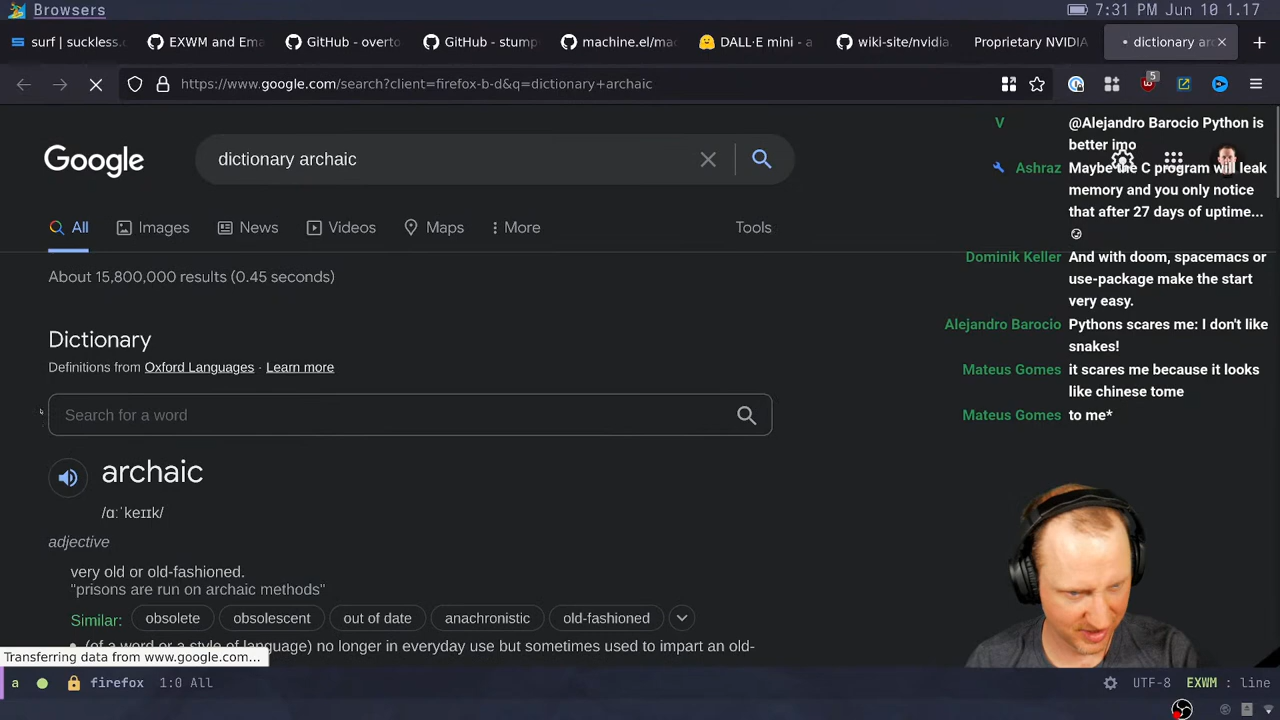 Browsers
7:31 PM Jun 10 1.17
surf | suckless.
EXWM and Ema
GitHub - overto
GitHub - stump
machine.el/mac
DALL·E mini - a
wiki-site/nvidia.
Proprietary NVIDIA
dictionary arc
https://www.google.com/search?client=firefox-b-d&q=dictionary+archaic
5
Google
dictionary archaic
All
Images
News
Videos
Maps
More
Tools
About 15,800,000 results (0.45 seconds)
Dictionary
Definitions from Oxford Languages · Learn more
Search for a word
archaic
/ɑːˈkeɪɪk/
adjective
very old or old-fashioned.
"prisons are run on archaic methods"
Similar:
obsolete
obsolescent
out of date
anachronistic
old-fashioned
(of a word or a style of language) no longer in everyday use but sometimes used to impart an old-
Transferring data from www.google.com...
V @Alejandro Barocio Python is
better imo
Ashraz Maybe the C program will leak
memory and you only notice
that after 27 days of uptime...
Dominik Keller And with doom, spacemacs or
use-package make the start
very easy.
Alejandro Barocio Pythons scares me: I don't like
snakes!
Mateus Gomes it scares me because it looks
like chinese tome
Mateus Gomes to me*
a firefox 1:0 All
UTF-8 EXWM : line